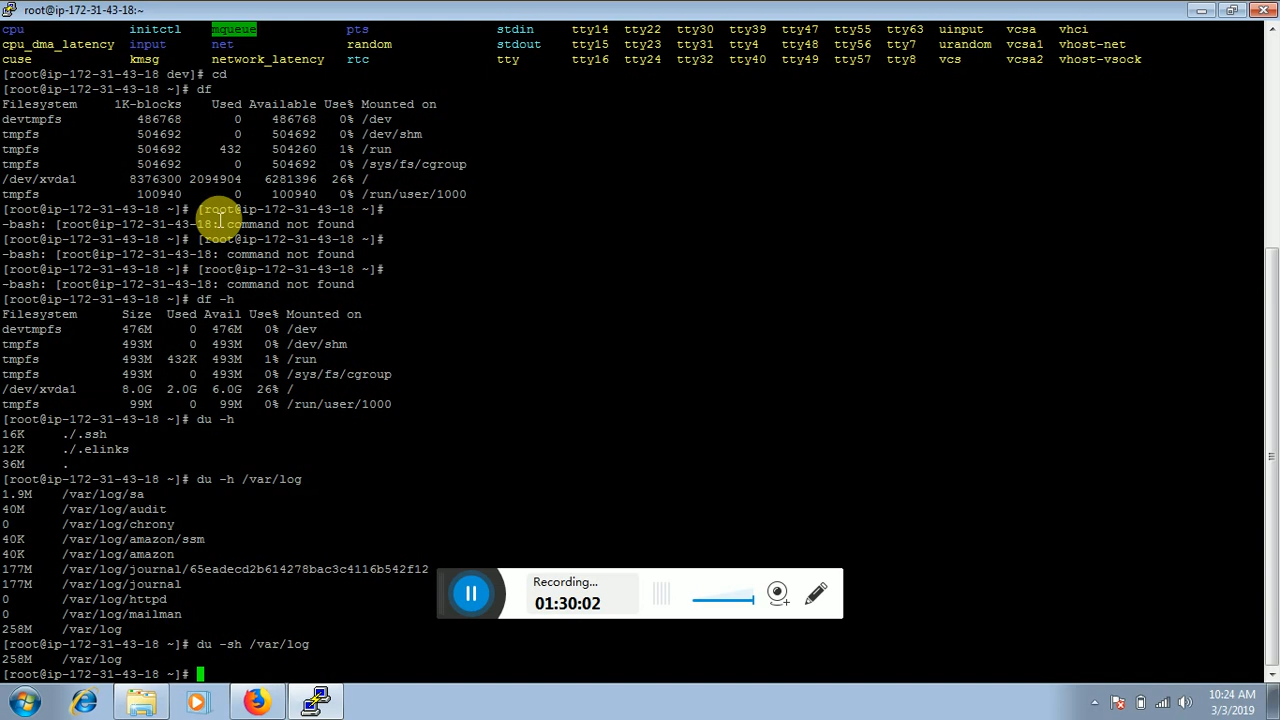 root@ip-172-31-43-18:~
cpu initctl mqueue pts stdin tty14 tty22 tty30 tty39 tty47 tty55 tty63 uinput vcsa vhci
cpu_dma_latency input net random stdout tty15 tty23 tty31 tty4 tty48 tty56 tty7 urandom vcsa1 vhost-net
cuse kmsg network_latency rtc tty tty16 tty24 tty32 tty40 tty49 tty57 tty8 vcs vcsa2 vhost-vsock
[root@ip-172-31-43-18 dev]# cd
[root@ip-172-31-43-18 ~]# df
Filesystem 1K-blocks Used Available Use% Mounted on
devtmpfs 486768 0 486768 0% /dev
tmpfs 504692 0 504692 0% /dev/shm
tmpfs 504692 432 504260 1% /run
tmpfs 504692 0 504692 0% /sys/fs/cgroup
/dev/xvda1 8376300 2094904 6281396 26% /
tmpfs 100940 0 100940 0% /run/user/1000
[root@ip-172-31-43-18 ~]# [root@ip-172-31-43-18 ~]#
-bash: [root@ip-172-31-43-18: command not found
[root@ip-172-31-43-18 ~]# [root@ip-172-31-43-18 ~]#
-bash: [root@ip-172-31-43-18: command not found
[root@ip-172-31-43-18 ~]# [root@ip-172-31-43-18 ~]#
-bash: [root@ip-172-31-43-18: command not found
[root@ip-172-31-43-18 ~]# df -h
Filesystem Size Used Avail Use% Mounted on
devtmpfs 476M 0 476M 0% /dev
tmpfs 493M 0 493M 0% /dev/shm
tmpfs 493M 432K 493M 1% /run
tmpfs 493M 0 493M 0% /sys/fs/cgroup
/dev/xvda1 8.0G 2.0G 6.0G 26% /
tmpfs 99M 0 99M 0% /run/user/1000
[root@ip-172-31-43-18 ~]# du -h
16K ./.ssh
12K ./.elinks
36M .
[root@ip-172-31-43-18 ~]# du -h /var/log
1.9M /var/log/sa
40M /var/log/audit
0 /var/log/chrony
40K /var/log/amazon/ssm
40K /var/log/amazon
177M /var/log/journal/65eadecd2b614278bac3c4116b542f12
177M /var/log/journal
0 /var/log/httpd
0 /var/log/mailman
258M /var/log
[root@ip-172-31-43-18 ~]# du -sh /var/log
258M /var/log
[root@ip-172-31-43-18 ~]#
Recording...
01:30:02
10:24 AM
3/3/2019